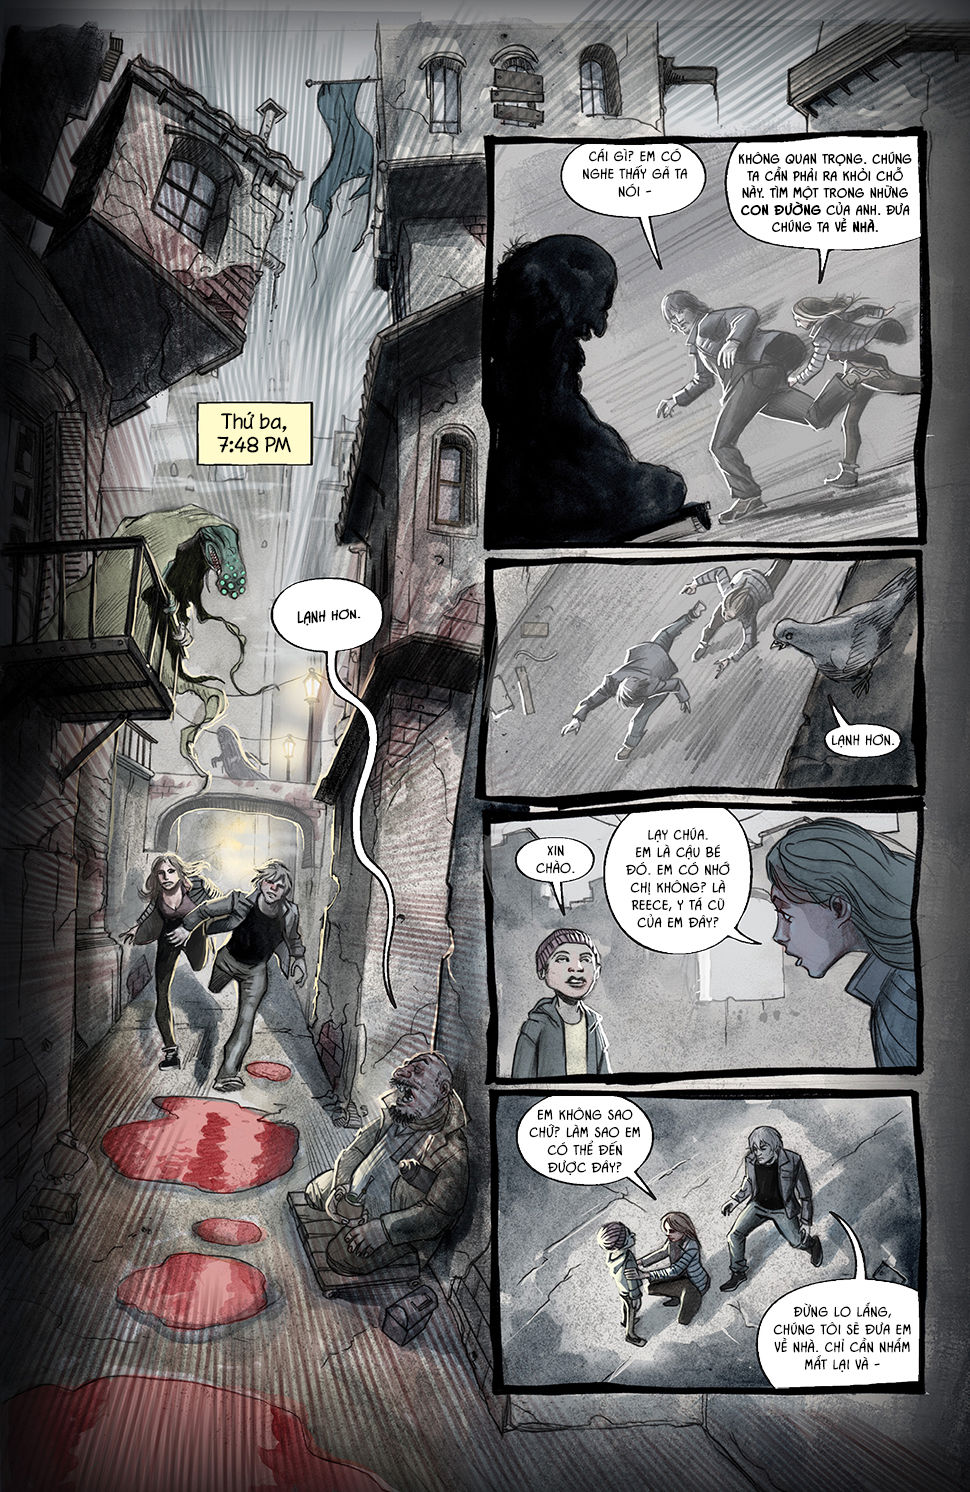 Thứ ba,
7:48 PM
LẠNH HƠN.
CÁI GÌ? EM CÓ
NGHE THẤY GÃ TA
NÓI -
KHÔNG QUAN TRỌNG. CHÚNG
TA CẦN PHẢI RA KHỎI CHỖ
NÀY. TÌM MỘT TRONG NHỮNG
CON ĐƯỜNG CỦA ANH. ĐƯA
CHÚNG TA VỀ NHÀ.
LẠNH HƠN.
XIN
CHÀO.
LẠY CHÚA.
EM LÀ CẬU BÉ
ĐÓ. EM CÓ NHỚ
CHỊ KHÔNG? LÀ
REECE, Y TÁ CŨ
CỦA EM ĐÂY?
EM KHÔNG SAO
CHỨ? LÀM SAO EM
CÓ THỂ ĐẾN
ĐƯỢC ĐÂY?
ĐỪNG LO LẮNG,
CHÚNG TÔI SẼ ĐƯA EM
VỀ NHÀ. CHỈ CẦN NHẮM
MẮT LẠI VÀ -